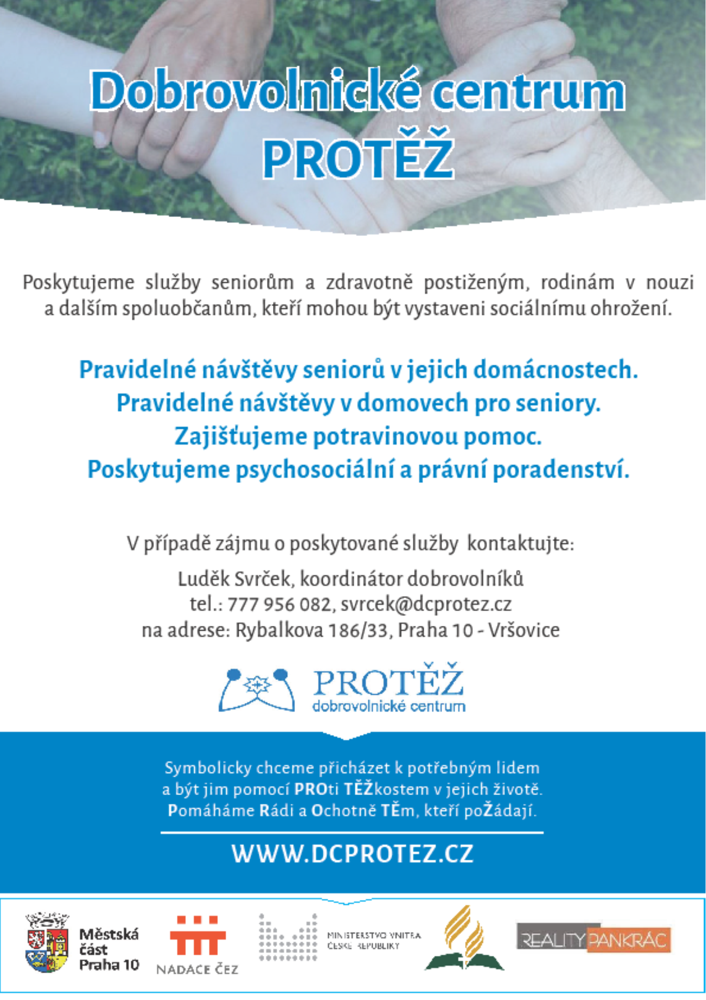 Dobrovolnické centrum
PROTĚŽ
Poskytujeme služby seniorům a zdravotně postiženým, rodinám v nouzi
a dalším spoluobčanům, kteří mohou být vystaveni sociálnímu ohrožení.
Pravidelné návštěvy seniorů v jejich domácnostech.
Pravidelné návštěvy v domovech pro seniory.
Zajišťujeme potravinovou pomoc.
Poskytujeme psychosociální a právní poradenství.
V případě zájmu o poskytované služby kontaktujte:
Luděk Svrček, koordinátor dobrovolníků
tel.: 777 956 082, svrcek@dcprotez.cz
na adrese: Rybalkova 186/33, Praha 10 - Vršovice
PROTĚŽ
dobrovolnické centrum
Symbolicky chceme přicházet k potřebným lidem
a být jim pomocí PROti TĚŽkostem v jejich životě.
Pomáháme Rádi a Ochotně TĚm, kteří poŽádají.
WWW.DCPROTEZ.CZ
Městská
část
Praha 10
NADACE ČEZ
MINISTERSTVO VNITRA
ČESKÉ REPUBLIKY
REALITY PANKRÁC